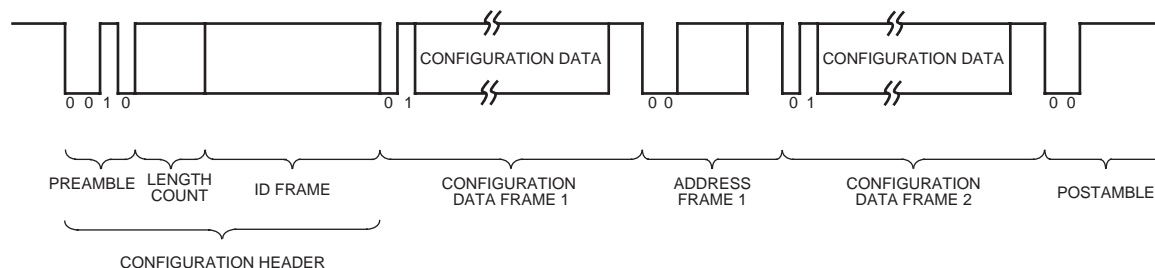 CONFIGURATION DATA CONFIGURATION DATA
0 0 1 0 0 1 0 0 0 1 0 0
PREAMBLE LENGTH COUNT ID FRAME CONFIGURATION DATA FRAME 1 ADDRESS FRAME 1 CONFIGURATION DATA FRAME 2 POSTAMBLE
CONFIGURATION HEADER